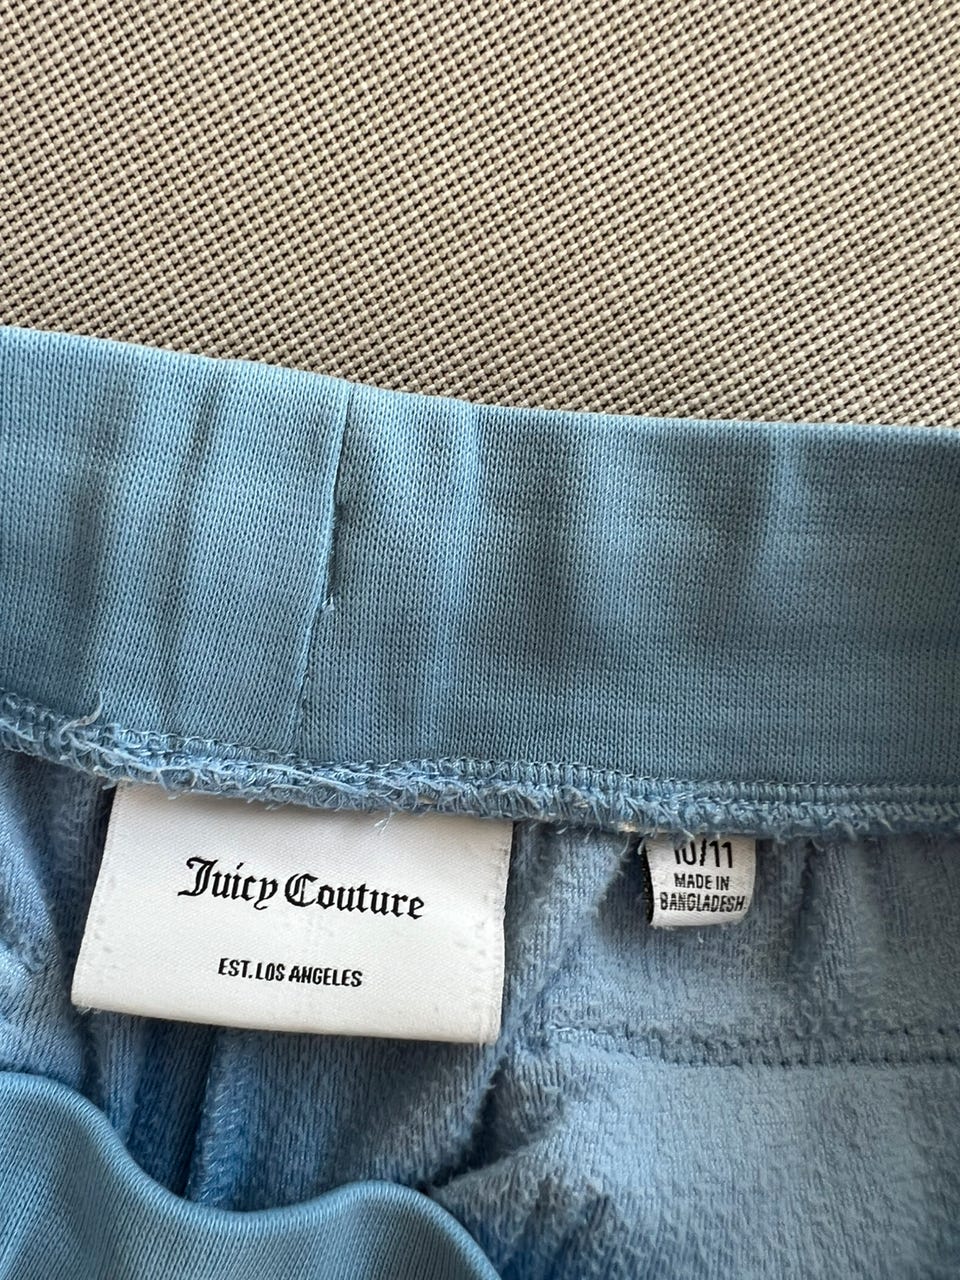 Juicy Couture
EST. LOS ANGELES
10/11
MADE IN
BANGLADESH